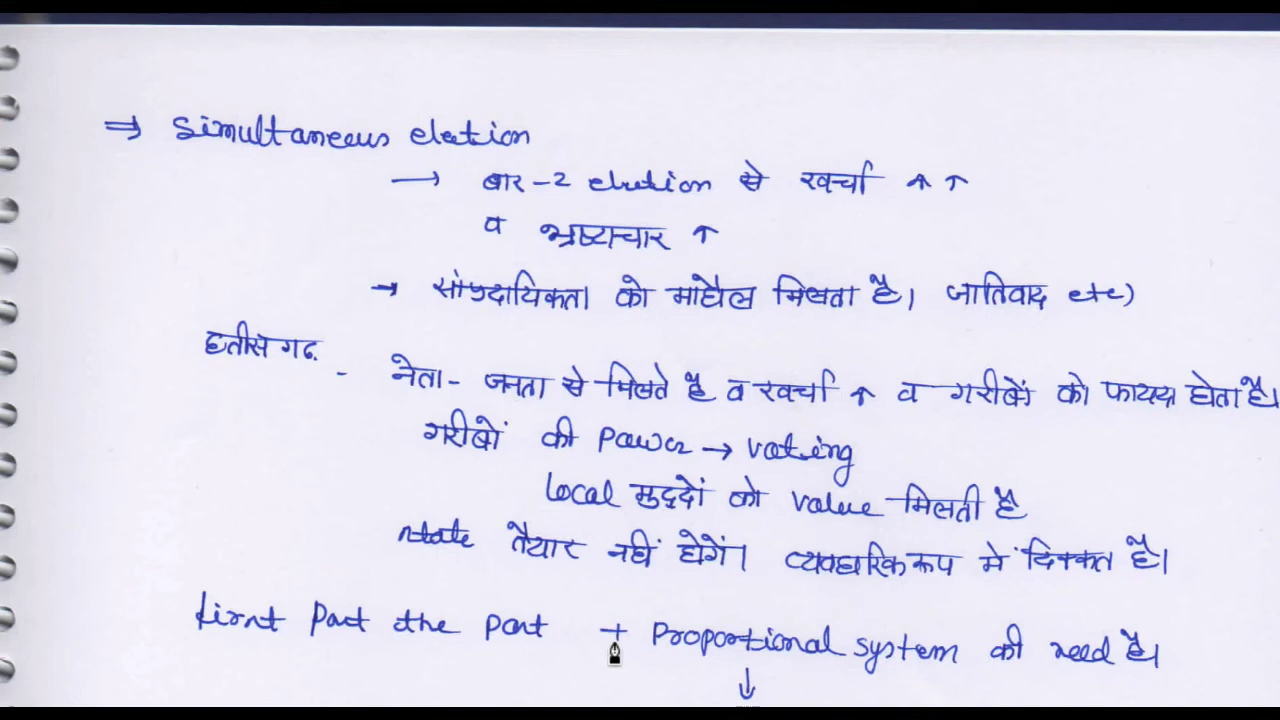 ⇒ Simultaneous election
→ बार-2 election से खर्चा ↑ ↑
व भ्रष्टाचार ↑
→ सांप्रदायिकता को माहौल मिलता है। जातिवाद etc)
छत्तीसगढ़
- नेता - जनता से मिलते है व खर्चा ↑ व गरीबों को फायदा होता है।
गरीबों की Power → voting
local मुद्दों को value मिलती है
state तैयार नहीं होगें। व्यवहारिक रूप में दिक्कत है।
first Past the Post + Proportional system की need है।
↓